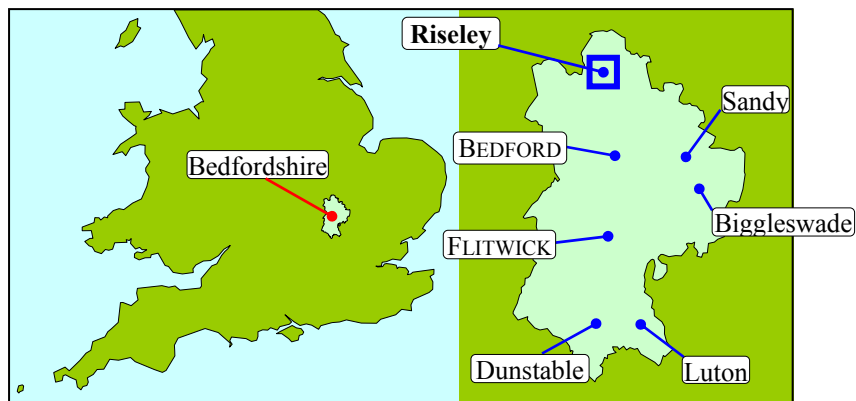 Riseley
Sandy
BEDFORD
Bedfordshire
Biggleswade
FLITWICK
Dunstable
Luton